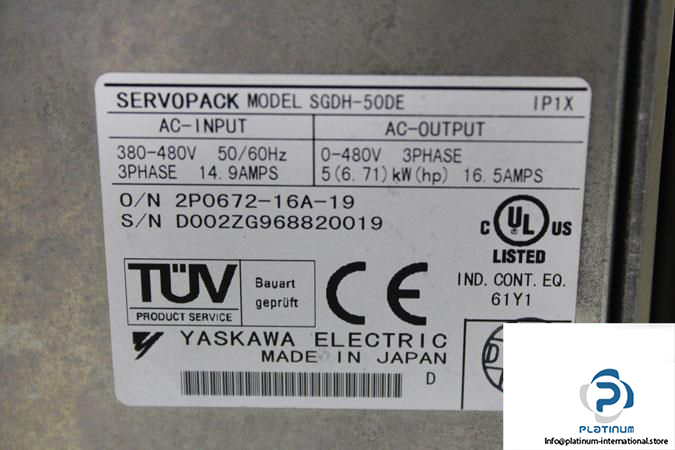 SERVOPACK MODEL SGDH-50DE IP1X
AC-INPUT AC-OUTPUT
380-480V 50/60Hz 0-480V 3PHASE
3PHASE 14.9AMPS 5(6.71)kW(hp) 16.5AMPS
O/N 2P0672-16A-19
S/N D002ZG968820019
C UL US
LISTED
IND. CONT. EQ.
61Y1
TÜV
PRODUCT SERVICE
Bauart
geprüft
CE
YASKAWA ELECTRIC
MADE IN JAPAN
D
D
PLATINUM
Info@platinum-international.store